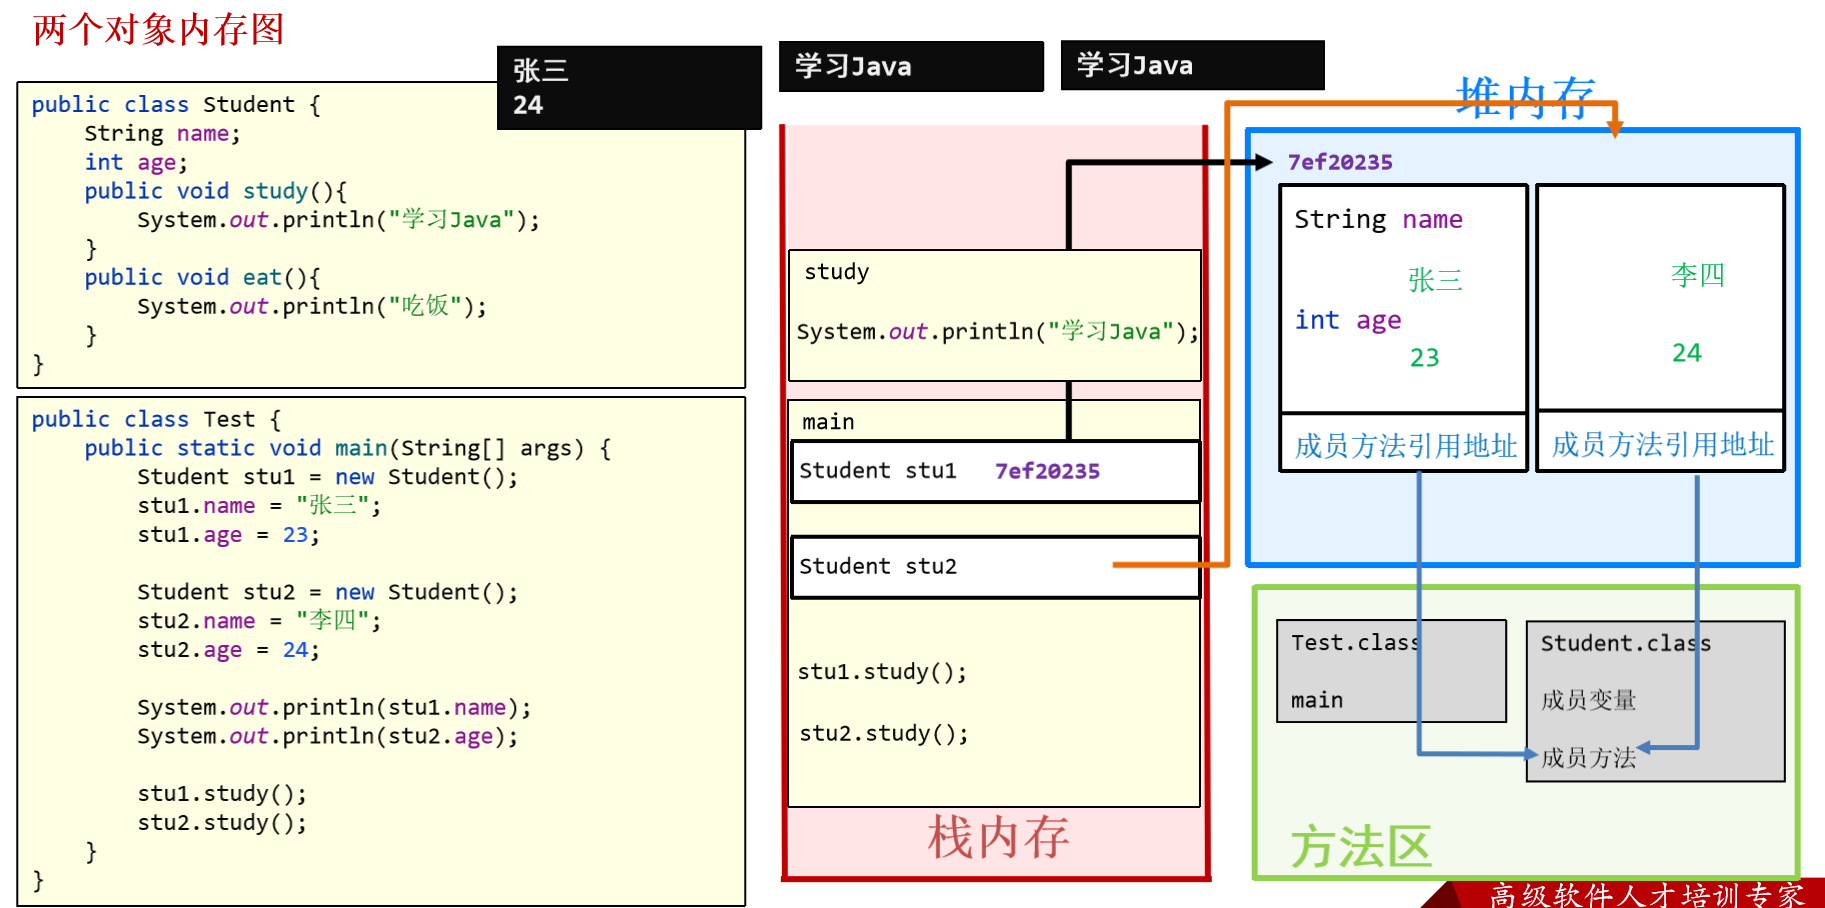 两个对象内存图
张三
24
学习Java
学习Java
public class Student {
    String name;
    int age;
    public void study(){
        System.out.println("学习Java");
    }
    public void eat(){
        System.out.println("吃饭");
    }
}
public class Test {
    public static void main(String[] args) {
        Student stu1 = new Student();
        stu1.name = "张三";
        stu1.age = 23;
        Student stu2 = new Student();
        stu2.name = "李四";
        stu2.age = 24;
        System.out.println(stu1.name);
        System.out.println(stu2.age);
        stu1.study();
        stu2.study();
    }
}
study
System.out.println("学习Java");
main
Student stu1 7ef20235
Student stu2
stu1.study();
stu2.study();
栈内存
堆内存
7ef20235
String name
张三
int age
23
成员方法引用地址
李四
24
成员方法引用地址
Test.class
main
Student.class
成员变量
成员方法
方法区
高级软件人才培训专家